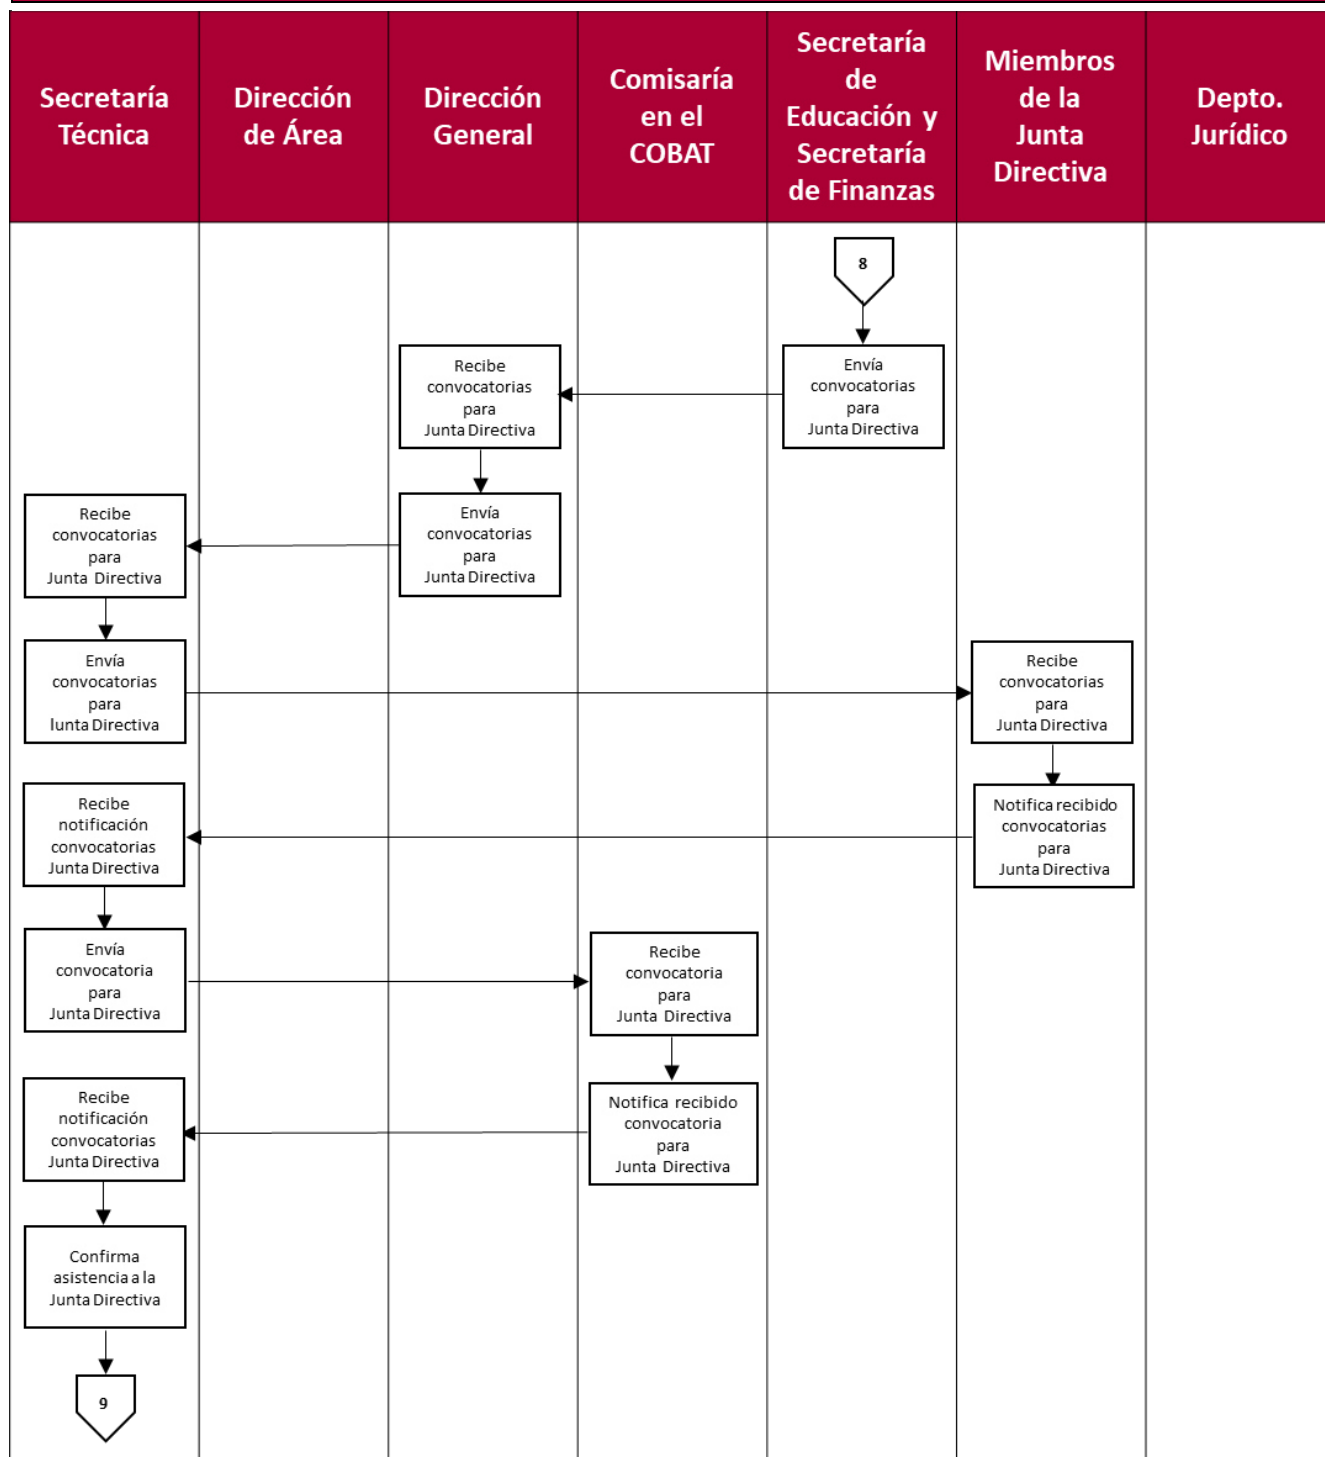 Secretaría
Técnica
Dirección
de Área
Dirección
General
Comisaría
en el
COBAT
Secretaría
de
Educación y
Secretaría
de Finanzas
Miembros
de la
Junta
Directiva
Depto.
Jurídico
8
Envía
convocatorias
para
Junta Directiva
Recibe
convocatorias
para
Junta Directiva
Envía
convocatorias
para
Junta Directiva
Recibe
convocatorias
para
Junta Directiva
Envía
convocatorias
para
lunta Directiva
Recibe
convocatorias
para
Junta Directiva
Notifica recibido
convocatorias
para
Junta Directiva
Recibe
notificación
convocatorias
Junta Directiva
Envía
convocatoria
para
Junta Directiva
Recibe
convocatoria
para
Junta Directiva
Notifica recibido
convocatoria
para
Junta Directiva
Recibe
notificación
convocatorias
Junta Directiva
Confirma
asistencia a la
Junta Directiva
9